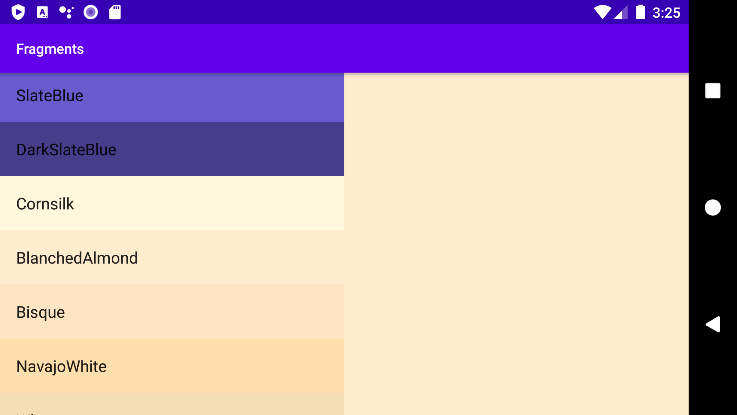 A
3:25
Fragments
SlateBlue
DarkSlateBlue
Cornsilk
BlanchedAlmond
Bisque
NavajoWhite